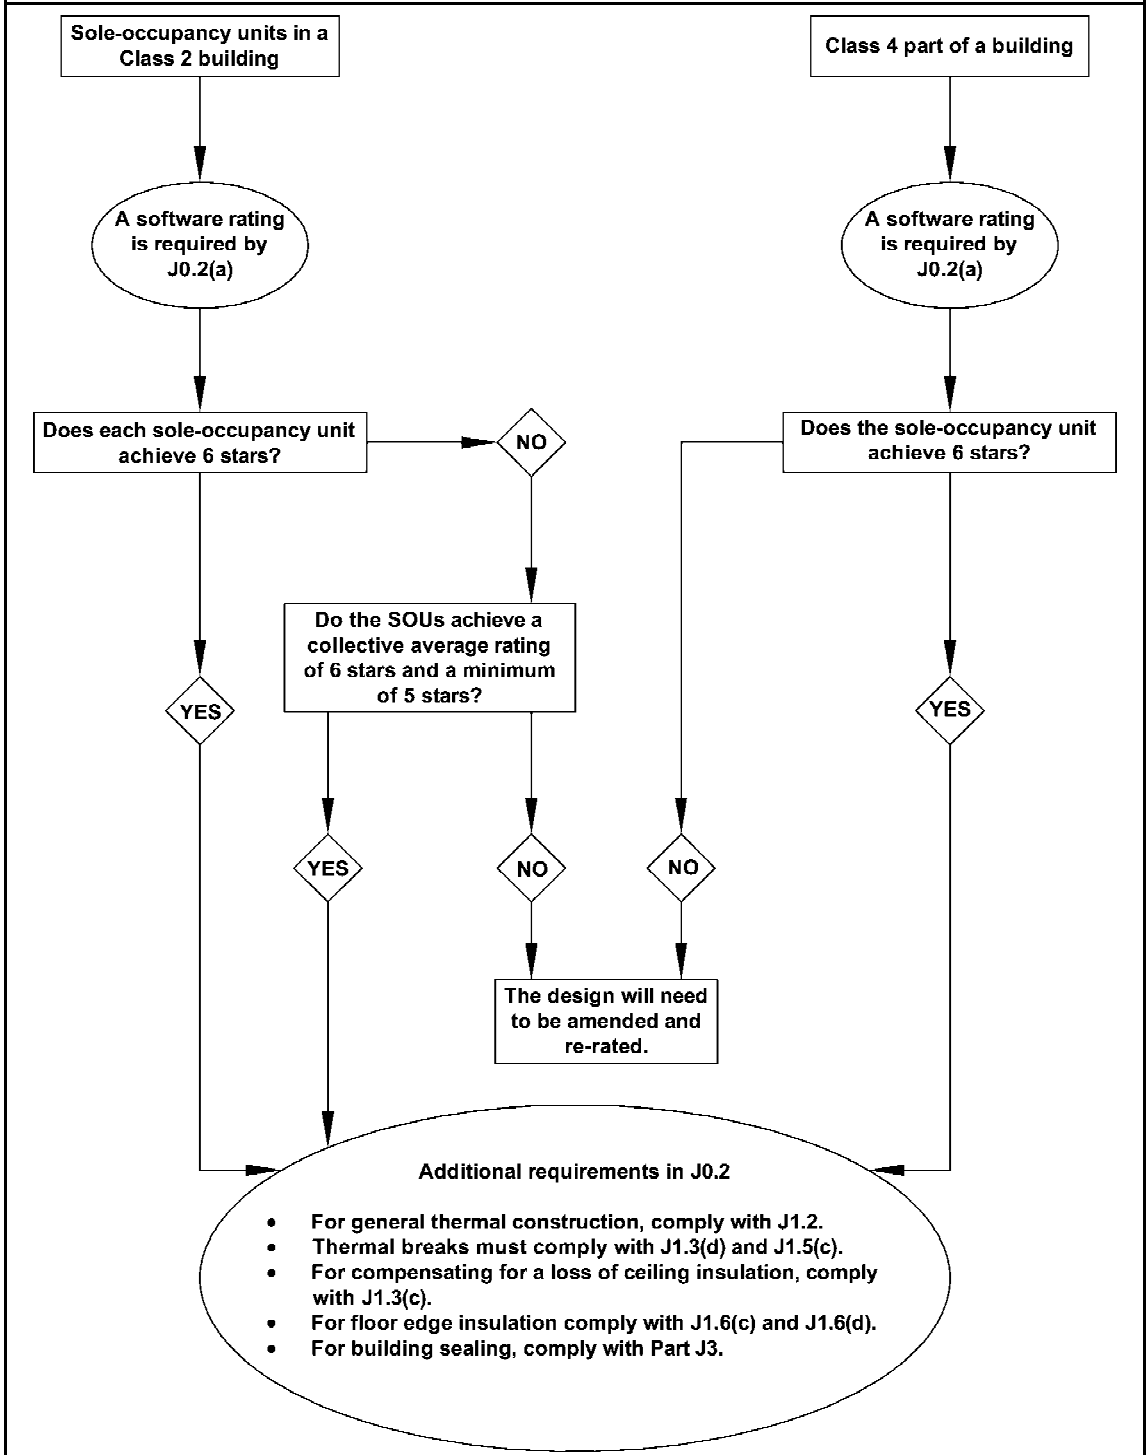 Sole-occupancy units in a
Class 2 building
Class 4 part of a building
A software rating
is required by
J0.2(a)
A software rating
is required by
J0.2(a)
Does each sole-occupancy unit
achieve 6 stars?
NO
Does the sole-occupancy unit
achieve 6 stars?
Do the SOUs achieve a
collective average rating
of 6 stars and a minimum
of 5 stars?
YES
YES
YES
NO
NO
The design will need
to be amended and
re-rated.
Additional requirements in J0.2
• For general thermal construction, comply with J1.2.
• Thermal breaks must comply with J1.3(d) and J1.5(c).
• For compensating for a loss of ceiling insulation, comply
with J1.3(c).
• For floor edge insulation comply with J1.6(c) and J1.6(d).
• For building sealing, comply with Part J3.